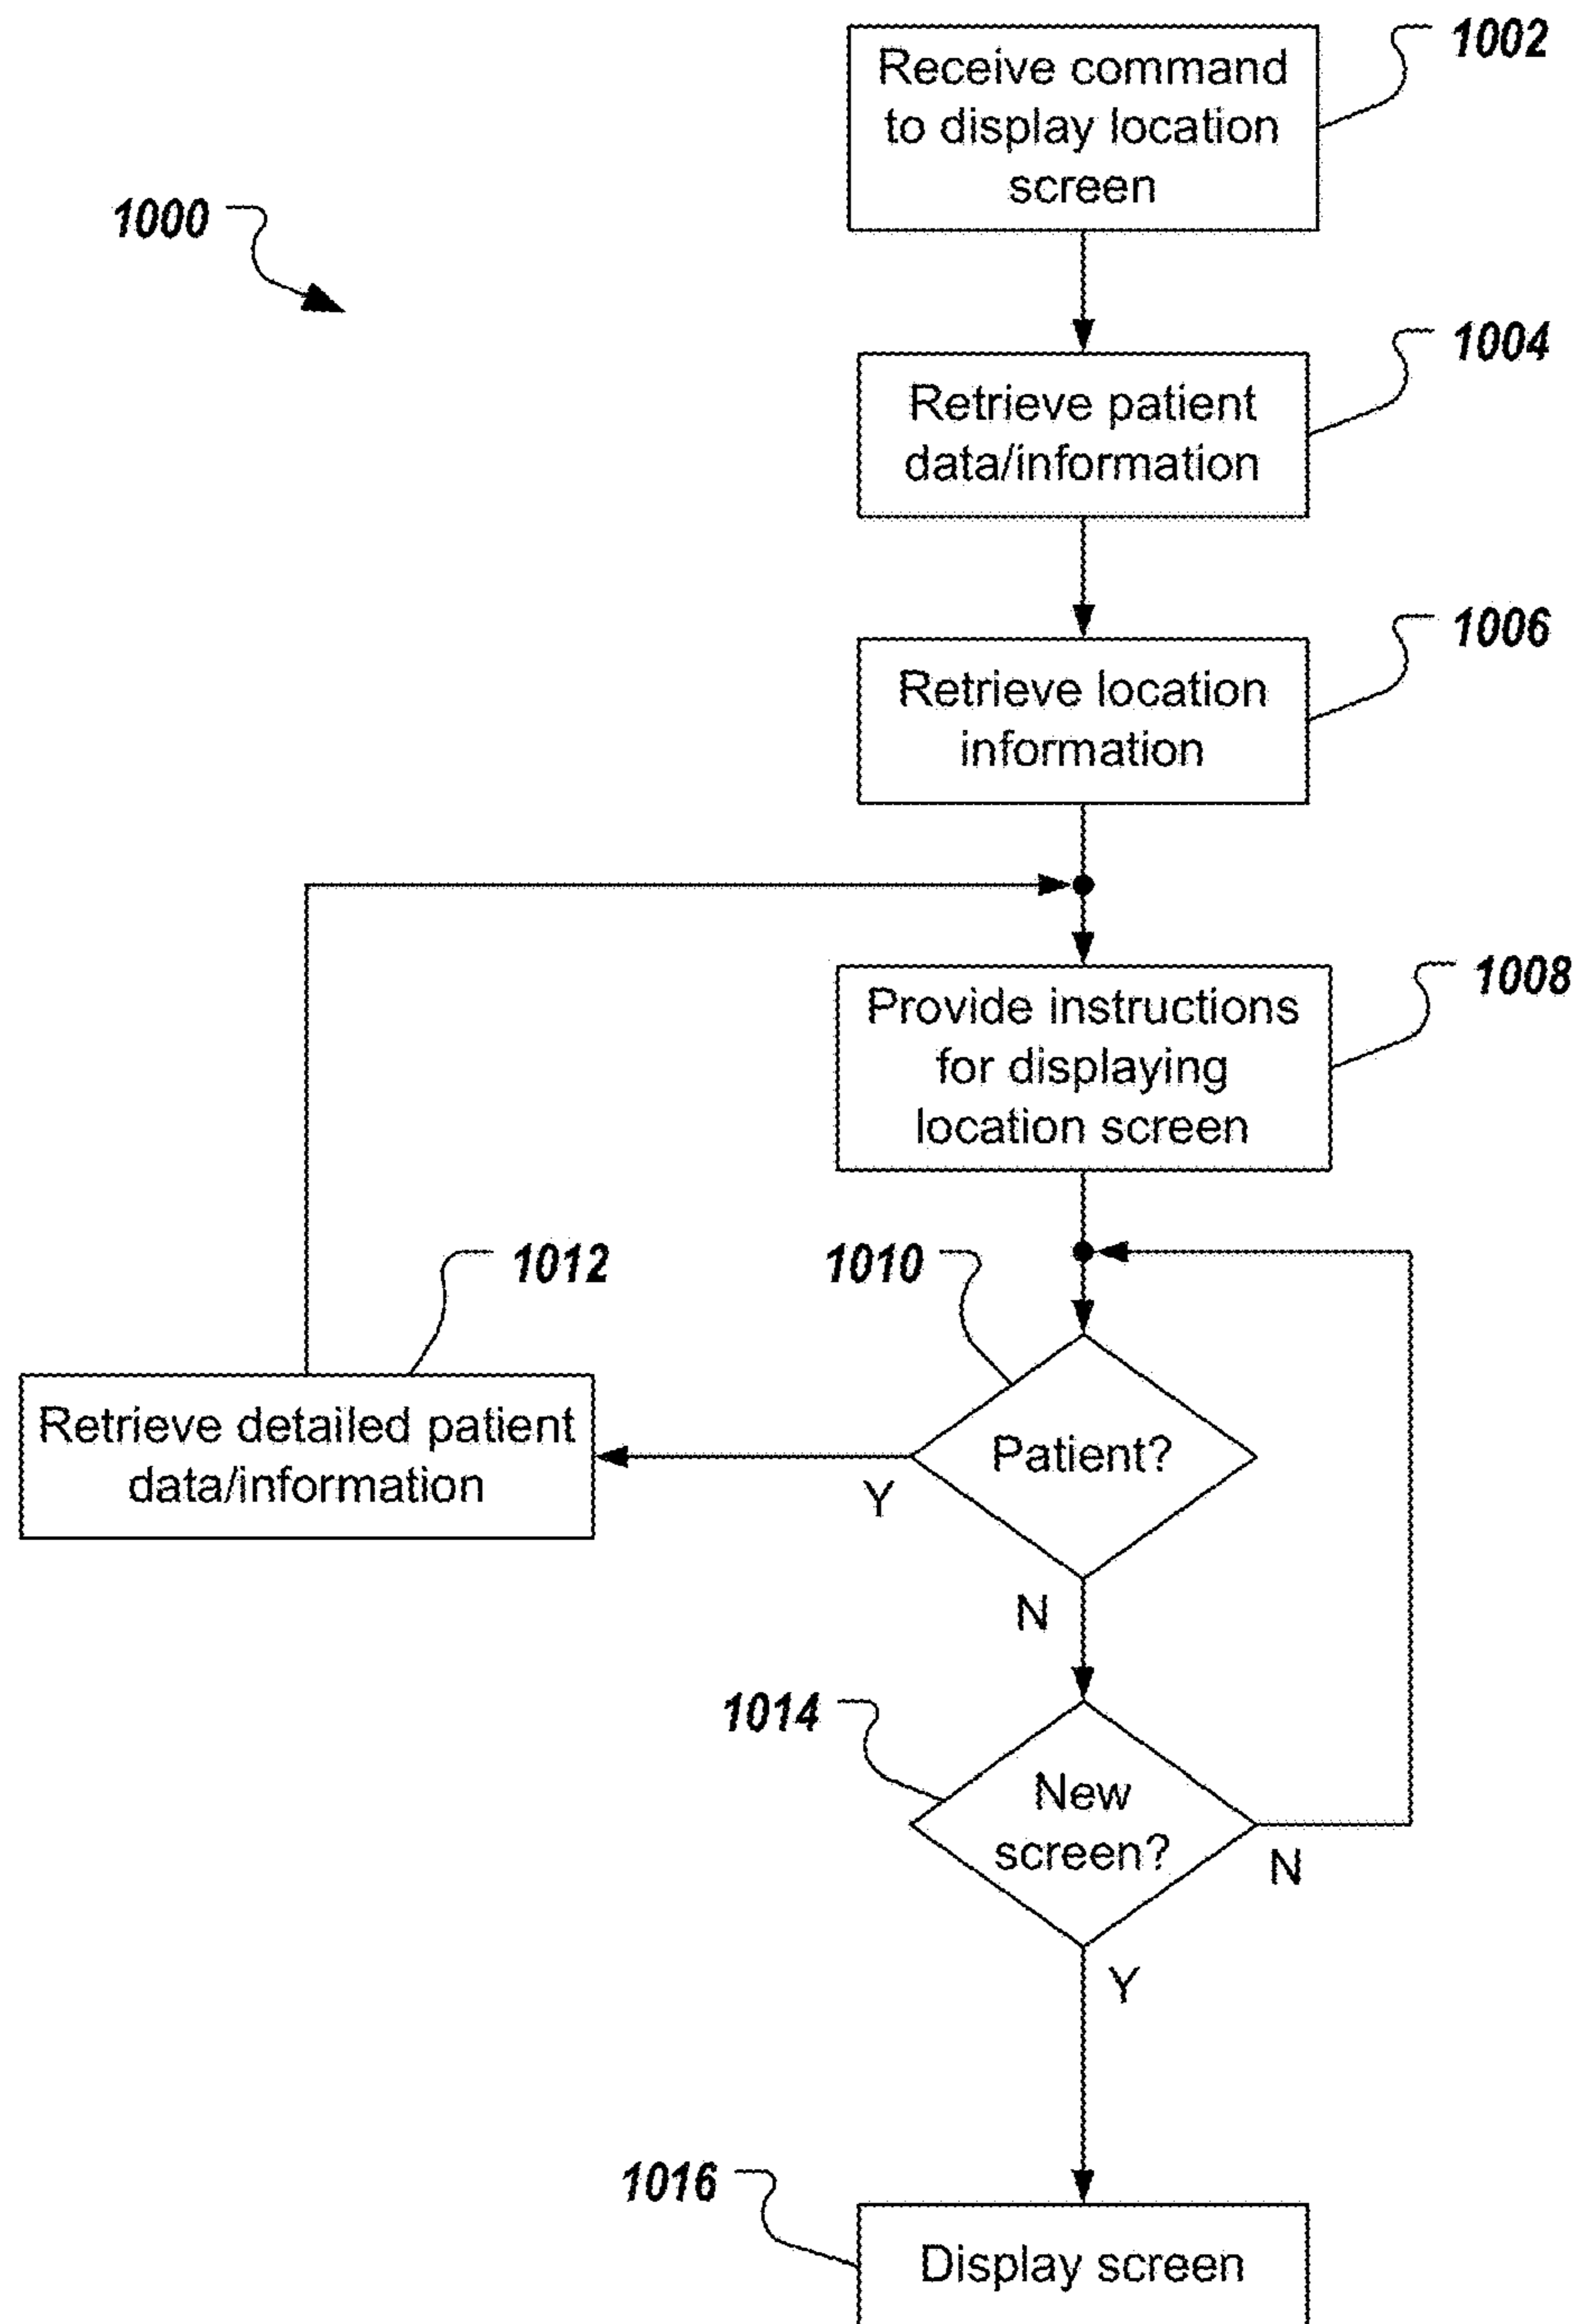 1002
Receive command
to display location
screen
1000
1004
Retrieve patient
data/information
1006
Retrieve location
information
1008
Provide instructions
for displaying
location screen
1012
1010
Retrieve detailed patient
data/information
Patient?
Y
N
1014
New
screen?
N
Y
1016
Display screen